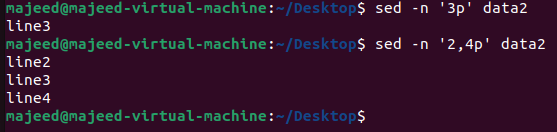 majeed@majeed-virtual-machine:~/Desktop$ sed -n '3p' data2
line3
majeed@majeed-virtual-machine:~/Desktop$ sed -n '2,4p' data2
line2
line3
line4
majeed@majeed-virtual-machine:~/Desktop$